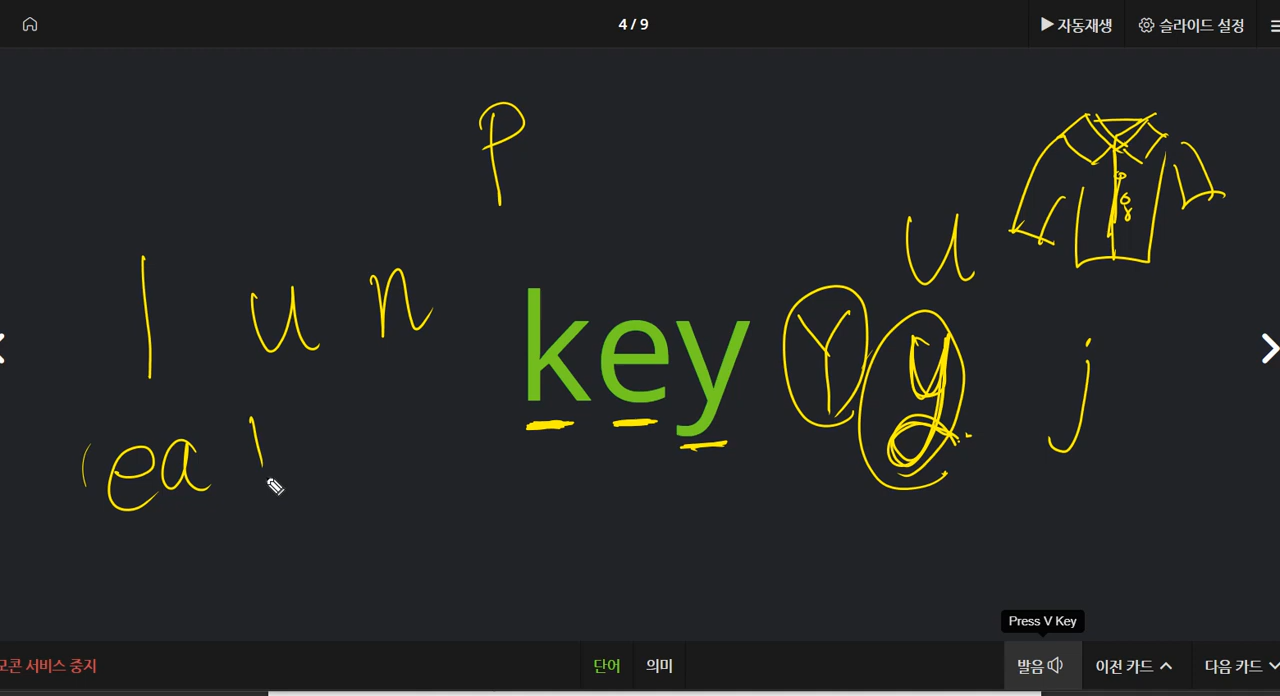 4 / 9
▶ 자동재생
슬라이드 설정
p
u
l u n
key
Y
y
j
ea
Press V Key
모콘 서비스 중지
단어
의미
발음
이전 카드
다음 카드